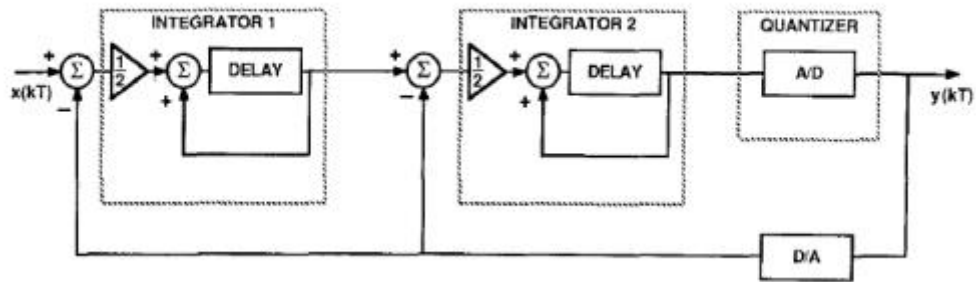 INTEGRATOR 1
INTEGRATOR 2
QUANTIZER
+
1/2
+
Σ
Σ
DELAY
+
Σ
1/2
+
Σ
DELAY
A/D
x(kT)
−
+
−
+
y(kT)
D/A